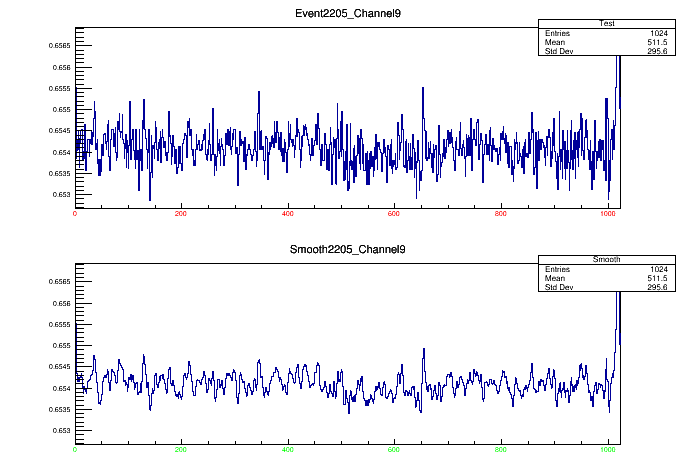 Event2205_Channel9
Test
Entries 1024
Mean 511.5
Std Dev 295.6
0.6565
0.656
0.6555
0.655
0.6545
0.654
0.6535
0.653
0 200 400 600 800 1000
Smooth2205_Channel9
Smooth
Entries 1024
Mean 511.5
Std Dev 295.6
0.6565
0.656
0.6555
0.655
0.6545
0.654
0.6535
0.653
0 200 400 600 800 1000